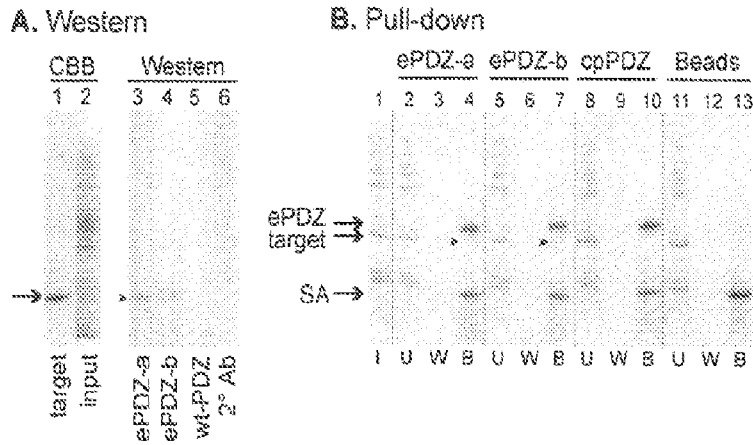 A. Western
CBB Western
1 2 3 4 5 6
target
input
ePDZ-a
ePDZ-b
wt-PDZ
2° Ab
B. Pull-down
ePDZ-a ePDZ-b cpPDZ Beads
1 2 3 4 5 6 7 8 9 10 11 12 13
ePDZ
target
SA
I U W B U W B U W B U W B